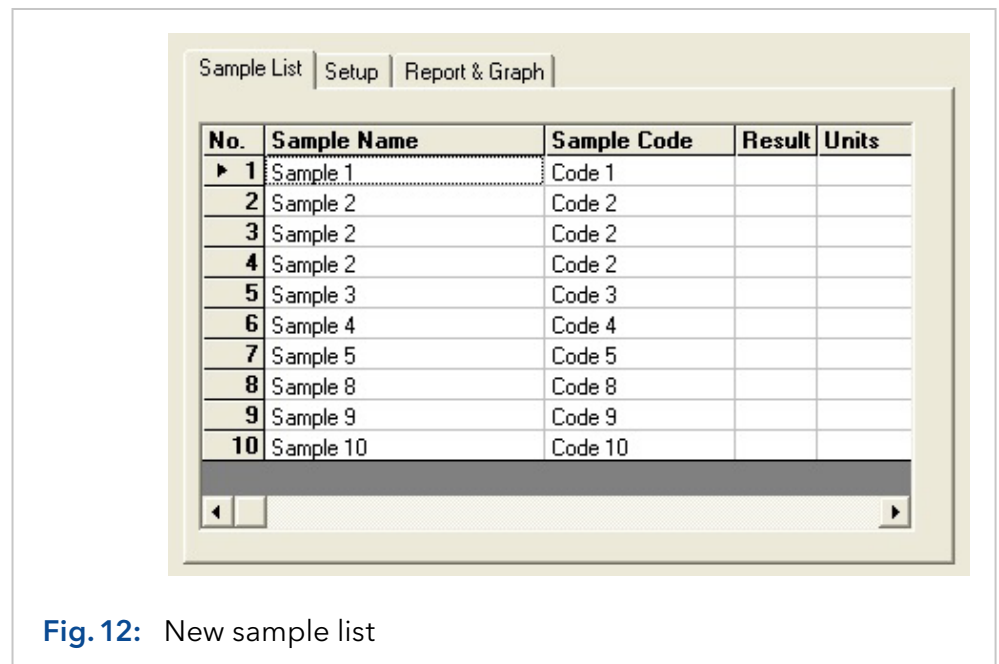 Sample List Setup Report & Graph
No. Sample Name Sample Code Result Units
1 Sample 1 Code 1
2 Sample 2 Code 2
3 Sample 2 Code 2
4 Sample 2 Code 2
5 Sample 3 Code 3
6 Sample 4 Code 4
7 Sample 5 Code 5
8 Sample 8 Code 8
9 Sample 9 Code 9
10 Sample 10 Code 10
Fig. 12: New sample list